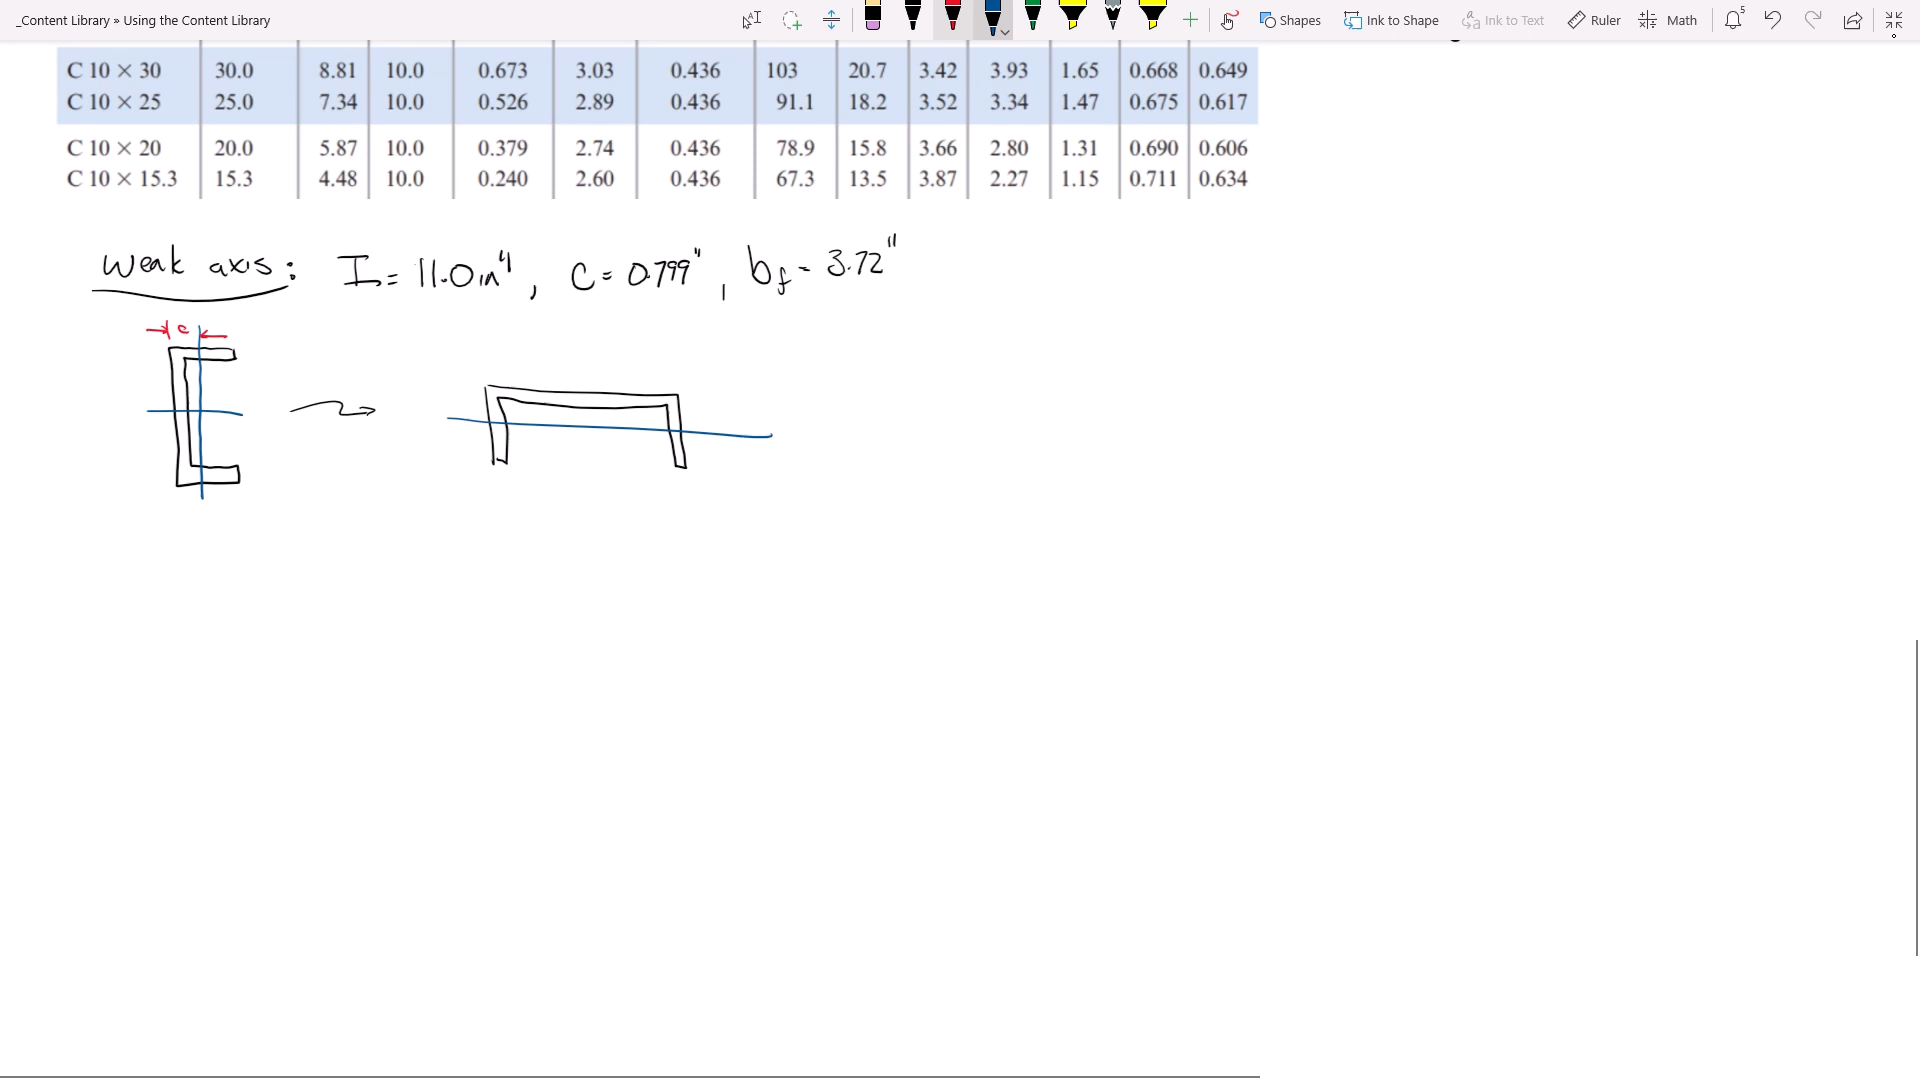 _Content Library » Using the Content Library
Shapes Ink to Shape Ink to Text Ruler Math 5
C 10 × 30 30.0 8.81 10.0 0.673 3.03 0.436 103 20.7 3.42 3.93 1.65 0.668 0.649
C 10 × 25 25.0 7.34 10.0 0.526 2.89 0.436 91.1 18.2 3.52 3.34 1.47 0.675 0.617
C 10 × 20 20.0 5.87 10.0 0.379 2.74 0.436 78.9 15.8 3.66 2.80 1.31 0.690 0.606
C 10 × 15.3 15.3 4.48 10.0 0.240 2.60 0.436 67.3 13.5 3.87 2.27 1.15 0.711 0.634
Weak axis: I = 11.0 in⁴, c = 0.799", bf = 3.72"
c